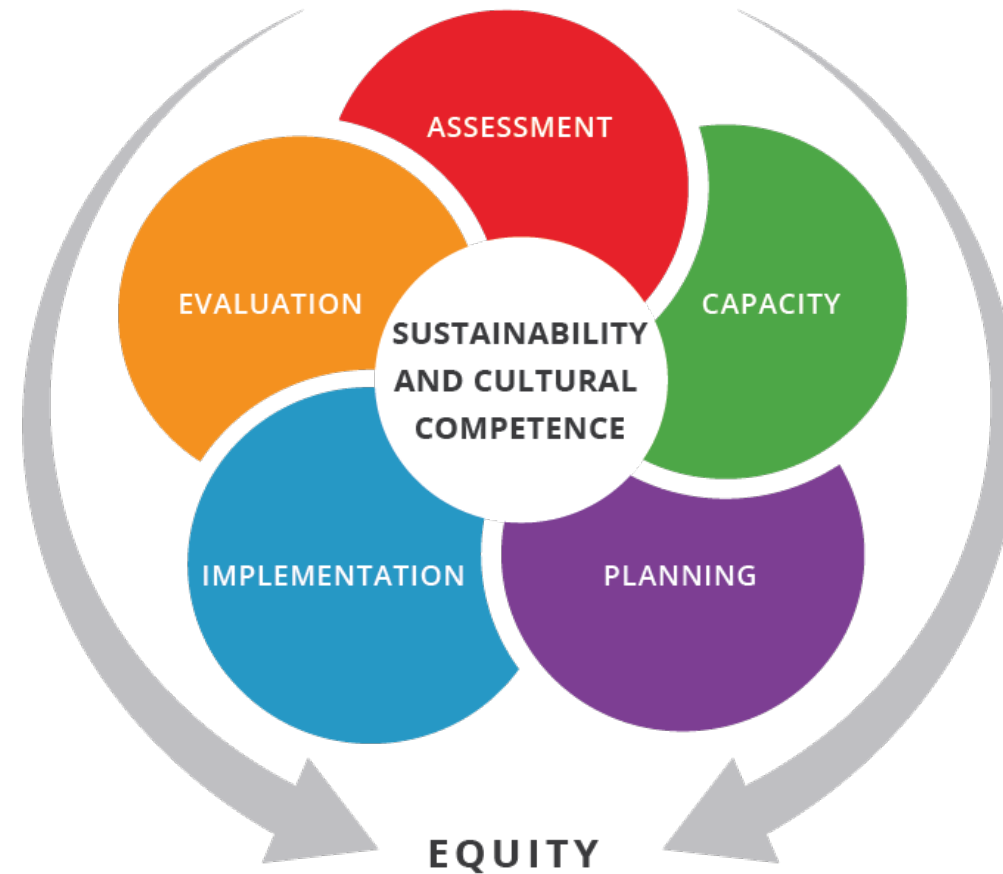 ASSESSMENT
CAPACITY
EVALUATION
SUSTAINABILITY
AND CULTURAL
COMPETENCE
IMPLEMENTATION
PLANNING
EQUITY